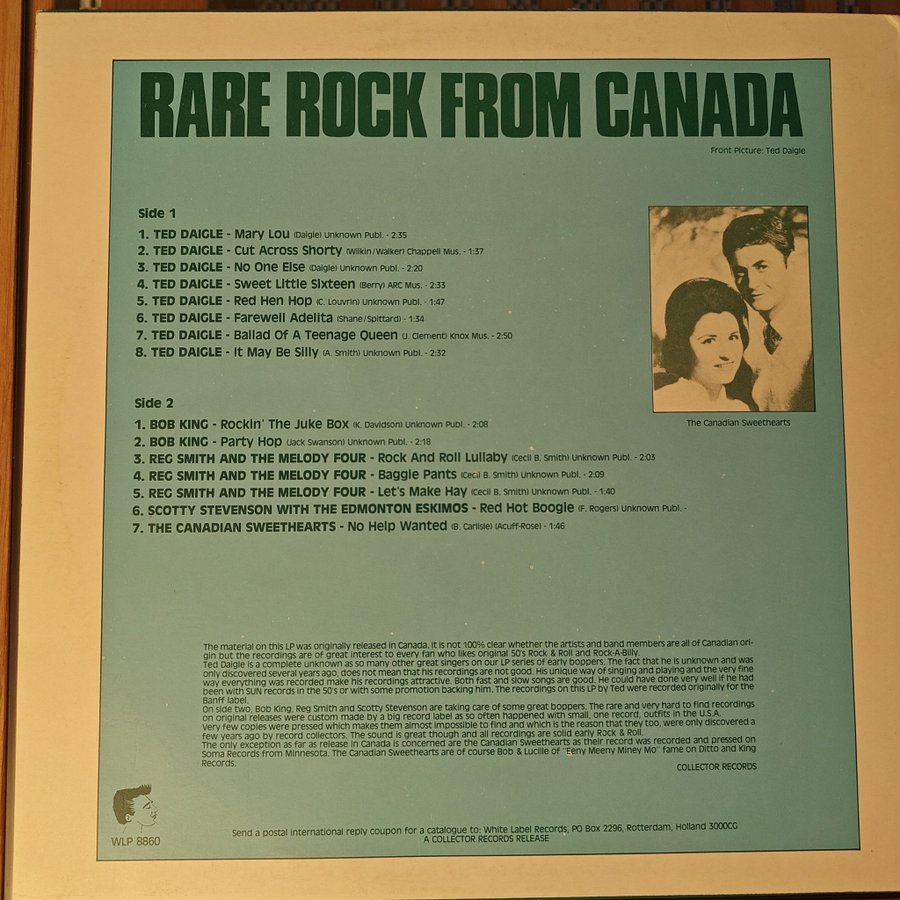 RARE ROCK FROM CANADA
Front Picture: Ted Daigle
Side 1
1. TED DAIGLE - Mary Lou (Daigle) Unknown Publ. - 2:35
2. TED DAIGLE - Cut Across Shorty (Wilkin/Walker) Chappell Mus. - 1:37
3. TED DAIGLE - No One Else (Daigle) Unknown Publ. - 2:20
4. TED DAIGLE - Sweet Little Sixteen (Berry) ARC Mus. - 2:33
5. TED DAIGLE - Red Hen Hop (C. Louvrin) Unknown Publ. - 1:47
6. TED DAIGLE - Farewell Adelita (Shane/Spittard) - 1:34
7. TED DAIGLE - Ballad Of A Teenage Queen (J. Clement) Knox Mus. - 2:50
8. TED DAIGLE - It May Be Silly (A. Smith) Unknown Publ. - 2:32
The Canadian Sweethearts
Side 2
1. BOB KING - Rockin' The Juke Box (K. Davidson) Unknown Publ. - 2:08
2. BOB KING - Party Hop (Jack Swanson) Unknown Publ. - 2:18
3. REG SMITH AND THE MELODY FOUR - Rock And Roll Lullaby (Cecil B. Smith) Unknown Publ. - 2:03
4. REG SMITH AND THE MELODY FOUR - Baggie Pants (Cecil B. Smith) Unknown Publ. - 2:09
5. REG SMITH AND THE MELODY FOUR - Let's Make Hay (Cecil B. Smith) Unknown Publ. - 1:40
6. SCOTTY STEVENSON WITH THE EDMONTON ESKIMOS - Red Hot Boogie (F. Rogers) Unknown Publ. -
7. THE CANADIAN SWEETHEARTS - No Help Wanted (B. Carlisle) (Acuff-Rose) - 1:46
The material on this LP was originally released in Canada. It is not 100% clear whether the artists and band members are all of Canadian ori-
gin but the recordings are of great interest to every fan who likes original 50's Rock & Roll and Rock-A-Billy.
Ted Daigle is a complete unknown as so many other great singers on our LP series of early boppers. The fact that he is unknown and was
only discovered several years ago, does not mean that his recordings are not good. His unique way of singing and playing and the very fine
way everything was recorded make his recordings attractive. Both fast and slow songs are good. He could have done very well if he had
been with SUN records in the 50's or with some promotion backing him. The recordings on this LP by Ted were recorded originally for the
Banff label.
On side two, Bob King, Reg Smith and Scotty Stevenson are taking care of some great boppers. The rare and very hard to find recordings
on original releases were custom made by a big record label as so often happened with small, one record, outfits in the U.S.A.
Very few copies were pressed which makes them almost impossible to find and which is the reason that they too, were only discovered a
few years ago by record collectors. The sound is great though and all recordings are solid early Rock & Roll.
The only exception as far as release in Canada is concerned are the Canadian Sweethearts as their record was recorded and pressed on
Soma Records from Minnesota. The Canadian Sweethearts are of course Bob & Lucille of "Eeny Meeny Miney Mo" fame on Ditto and King
Records.
COLLECTOR RECORDS
WLP 8860
Send a postal international reply coupon for a catalogue to: White Label Records, PO Box 2296, Rotterdam, Holland 3000CG
A COLLECTOR RECORDS RELEASE